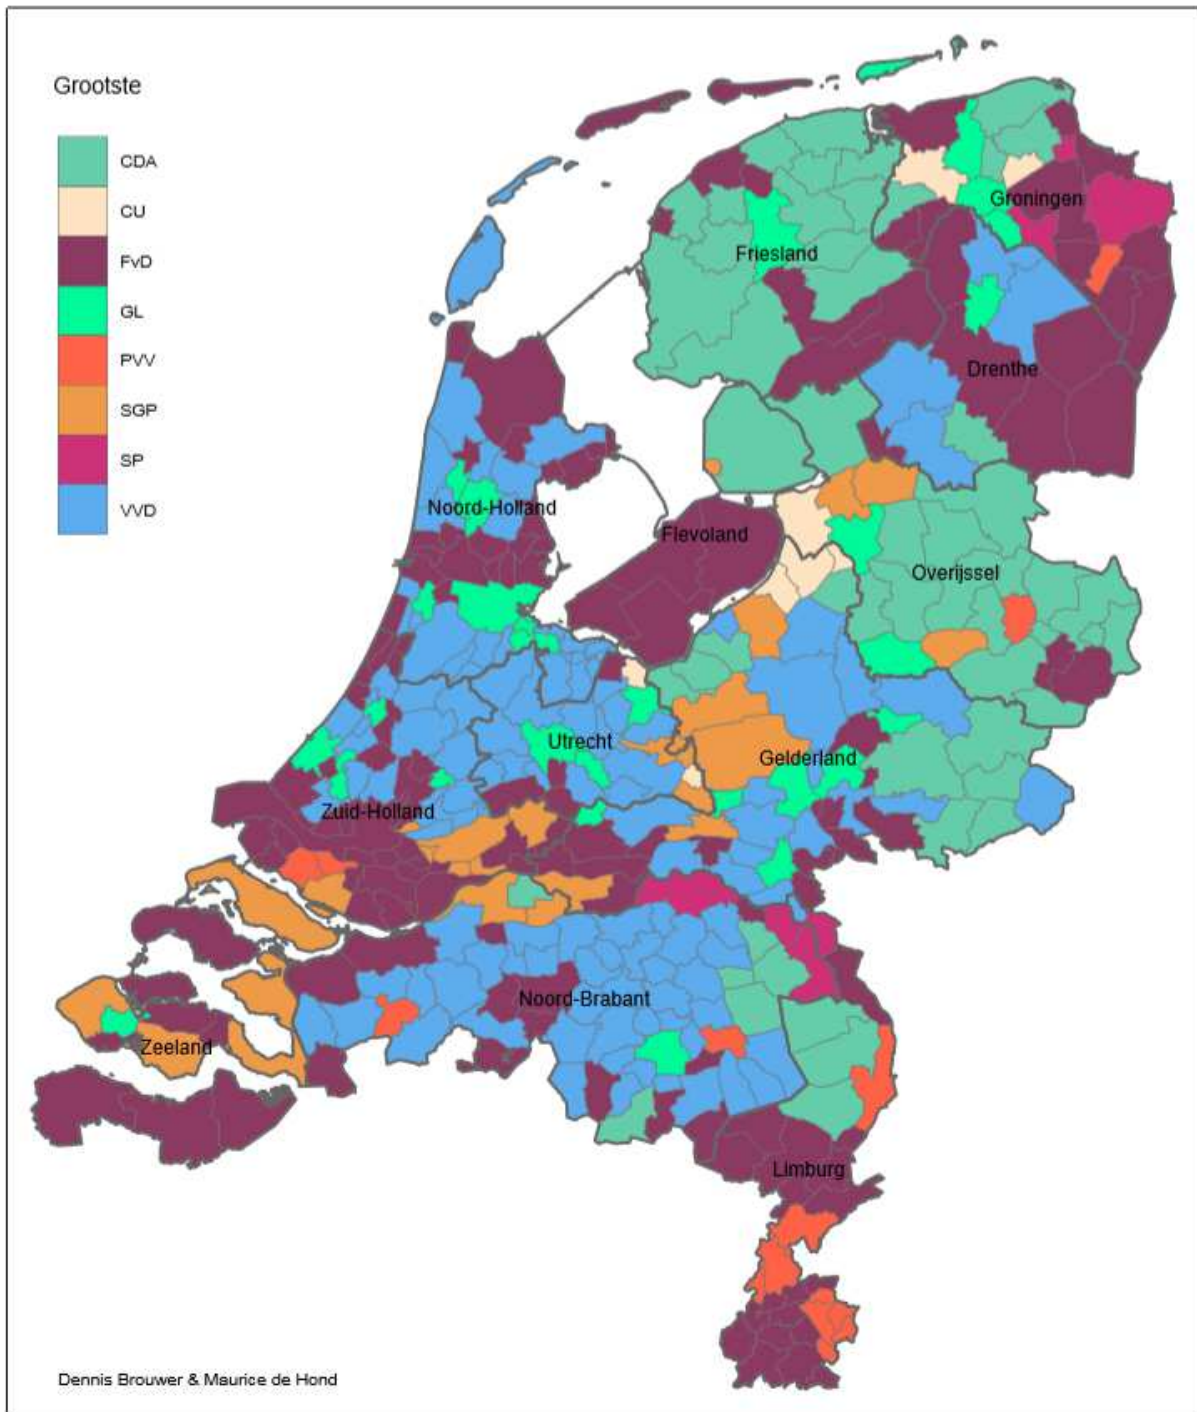 Grootste
CDA
CU
FvD
GL
PVV
SGP
SP
VVD
Groningen
Friesland
Drenthe
Noord-Holland
Flevoland
Overijssel
Utrecht
Gelderland
Zuid-Holland
Noord-Brabant
Zeeland
Limburg
Dennis Brouwer & Maurice de Hond